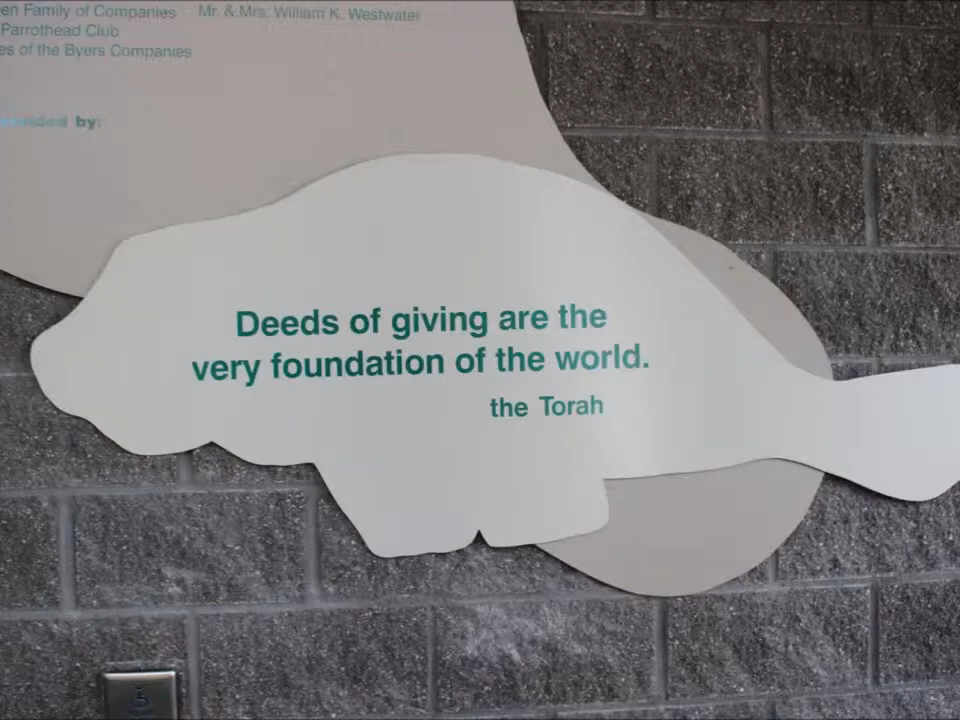 en Family of Companies Mr. & Mrs. William K. Westwater
Parrothead Club
es of the Byers Companies
by:
Deeds of giving are the
very foundation of the world.
the Torah